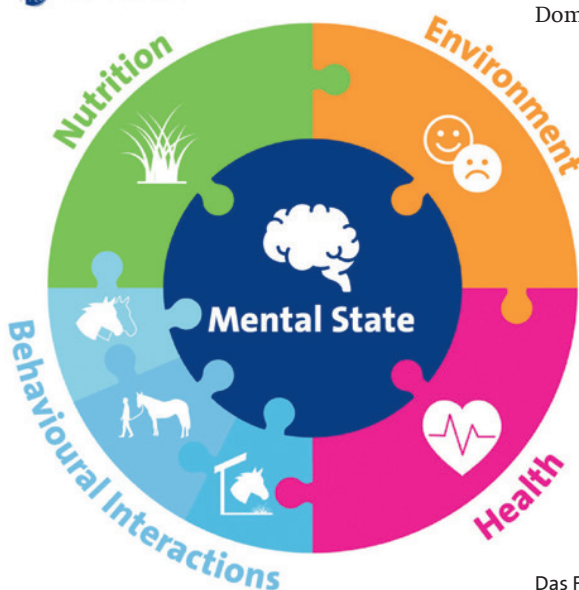 Dom
Nutrition
Environment
Mental State
Behavioural Interactions
Health
Das F